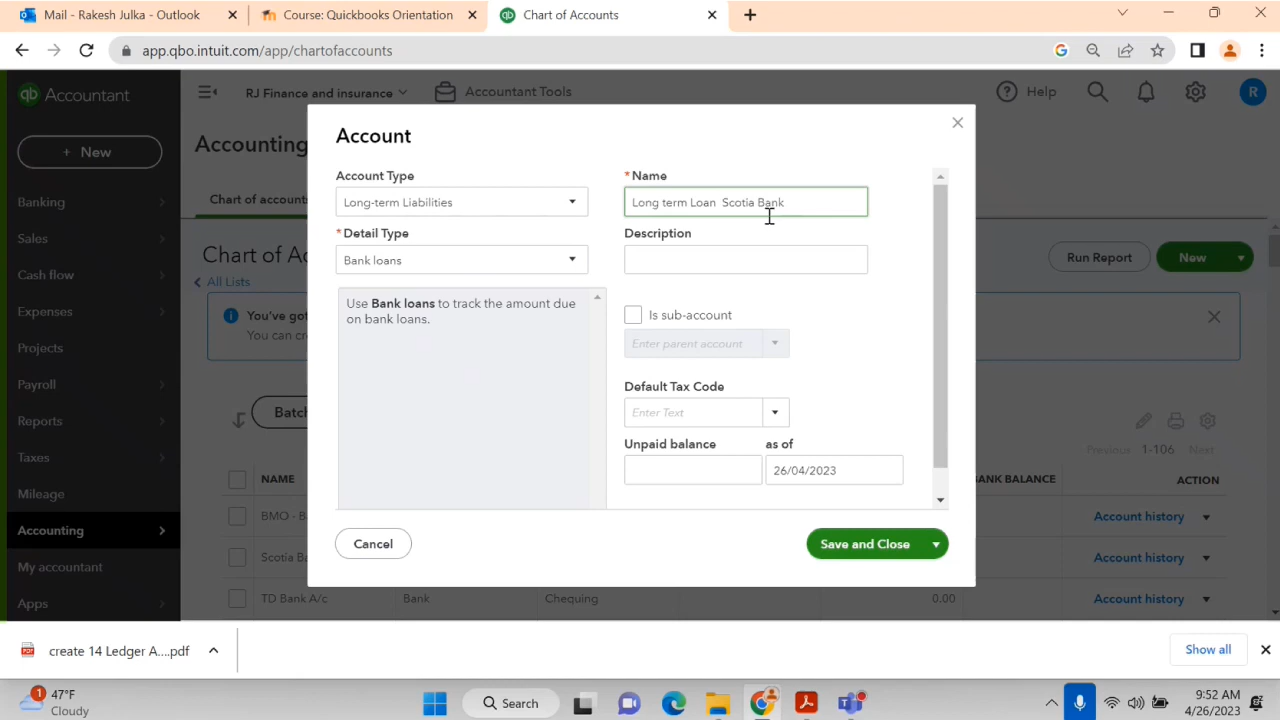 Mail - Rakesh Julka - Outlook
Course: Quickbooks Orientation
Chart of Accounts
app.qbo.intuit.com/app/chartofaccounts
qb Accountant
RJ Finance and insurance
Accountant Tools
Help
R
+ New
Accounting
Banking
Sales
Cash flow
Expenses
Projects
Payroll
Reports
Taxes
Mileage
Accounting
My accountant
Apps
Chart of accounts
Chart of Ac
All Lists
Run Report
New
You've got
You can cre
Batch
Previous 1-106 Next
NAME
ANK BALANCE
ACTION
BMO - B
Account history
Scotia Ba
Account history
TD Bank A/c
Bank
Chequing
0.00
Account history
Account
Account Type
Long-term Liabilities
* Detail Type
Bank loans
Use Bank loans to track the amount due
on bank loans.
* Name
Long term Loan Scotia Bank
Description
Is sub-account
Enter parent account
Default Tax Code
Enter Text
Unpaid balance
as of
26/04/2023
Cancel
Save and Close
PDF
create 14 Ledger A....pdf
Show all
1
47°F
Cloudy
Search
9:52 AM
4/26/2023